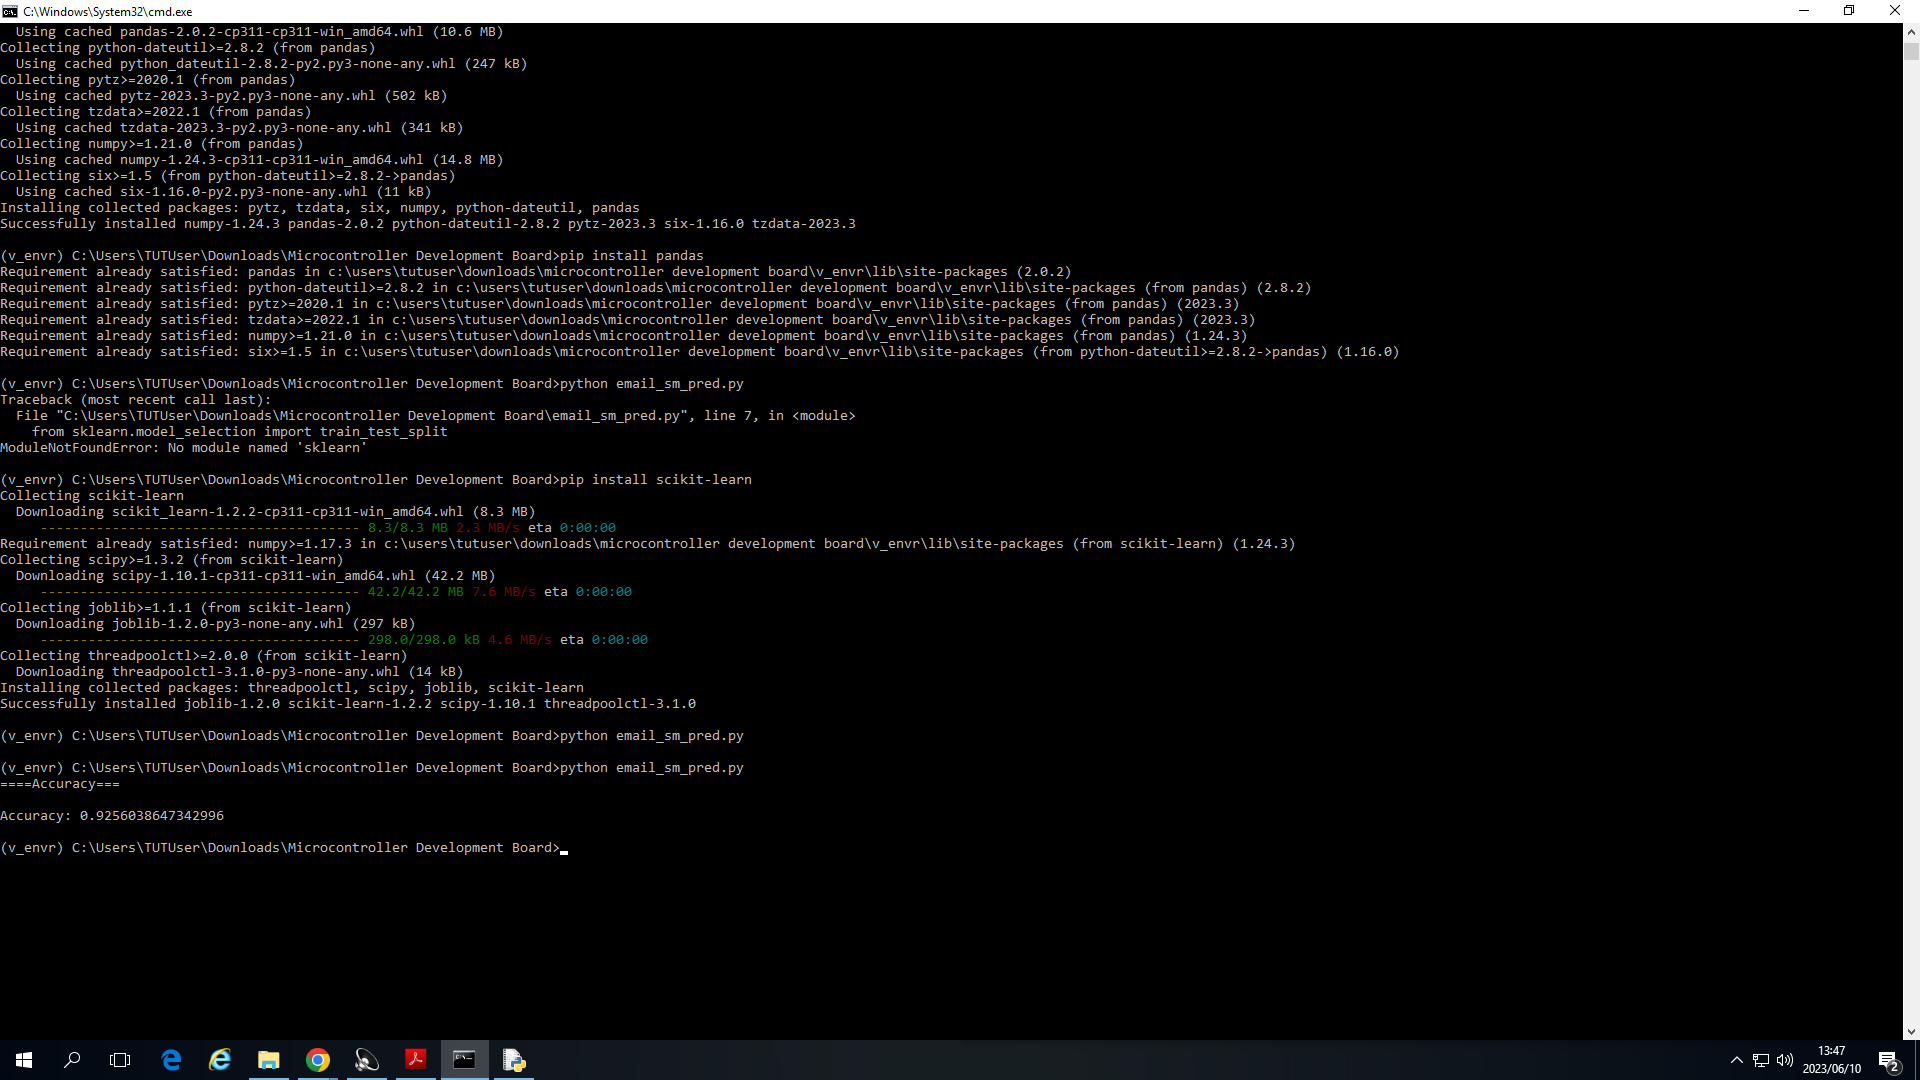 C:\Windows\System32\cmd.exe
Using cached pandas-2.0.2-cp311-cp311-win_amd64.whl (10.6 MB)
Collecting python-dateutil>=2.8.2 (from pandas)
Using cached python_dateutil-2.8.2-py2.py3-none-any.whl (247 kB)
Collecting pytz>=2020.1 (from pandas)
Using cached pytz-2023.3-py2.py3-none-any.whl (502 kB)
Collecting tzdata>=2022.1 (from pandas)
Using cached tzdata-2023.3-py2.py3-none-any.whl (341 kB)
Collecting numpy>=1.21.0 (from pandas)
Using cached numpy-1.24.3-cp311-cp311-win_amd64.whl (14.8 MB)
Collecting six>=1.5 (from python-dateutil>=2.8.2->pandas)
Using cached six-1.16.0-py2.py3-none-any.whl (11 kB)
Installing collected packages: pytz, tzdata, six, numpy, python-dateutil, pandas
Successfully installed numpy-1.24.3 pandas-2.0.2 python-dateutil-2.8.2 pytz-2023.3 six-1.16.0 tzdata-2023.3
(v_envr) C:\Users\TUTUser\Downloads\Microcontroller Development Board>pip install pandas
Requirement already satisfied: pandas in c:\users\tutuser\downloads\microcontroller development board\v_envr\lib\site-packages (2.0.2)
Requirement already satisfied: python-dateutil>=2.8.2 in c:\users\tutuser\downloads\microcontroller development board\v_envr\lib\site-packages (from pandas) (2.8.2)
Requirement already satisfied: pytz>=2020.1 in c:\users\tutuser\downloads\microcontroller development board\v_envr\lib\site-packages (from pandas) (2023.3)
Requirement already satisfied: tzdata>=2022.1 in c:\users\tutuser\downloads\microcontroller development board\v_envr\lib\site-packages (from pandas) (2023.3)
Requirement already satisfied: numpy>=1.21.0 in c:\users\tutuser\downloads\microcontroller development board\v_envr\lib\site-packages (from pandas) (1.24.3)
Requirement already satisfied: six>=1.5 in c:\users\tutuser\downloads\microcontroller development board\v_envr\lib\site-packages (from python-dateutil>=2.8.2->pandas) (1.16.0)
(v_envr) C:\Users\TUTUser\Downloads\Microcontroller Development Board>python email_sm_pred.py
Traceback (most recent call last):
File "C:\Users\TUTUser\Downloads\Microcontroller Development Board\email_sm_pred.py", line 7, in <module>
from sklearn.model_selection import train_test_split
ModuleNotFoundError: No module named 'sklearn'
(v_envr) C:\Users\TUTUser\Downloads\Microcontroller Development Board>pip install scikit-learn
Collecting scikit-learn
Downloading scikit_learn-1.2.2-cp311-cp311-win_amd64.whl (8.3 MB)
---------------------------------------- 8.3/8.3 MB 2.3 MB/s eta 0:00:00
Requirement already satisfied: numpy>=1.17.3 in c:\users\tutuser\downloads\microcontroller development board\v_envr\lib\site-packages (from scikit-learn) (1.24.3)
Collecting scipy>=1.3.2 (from scikit-learn)
Downloading scipy-1.10.1-cp311-cp311-win_amd64.whl (42.2 MB)
---------------------------------------- 42.2/42.2 MB 7.6 MB/s eta 0:00:00
Collecting joblib>=1.1.1 (from scikit-learn)
Downloading joblib-1.2.0-py3-none-any.whl (297 kB)
---------------------------------------- 298.0/298.0 kB 4.6 MB/s eta 0:00:00
Collecting threadpoolctl>=2.0.0 (from scikit-learn)
Downloading threadpoolctl-3.1.0-py3-none-any.whl (14 kB)
Installing collected packages: threadpoolctl, scipy, joblib, scikit-learn
Successfully installed joblib-1.2.0 scikit-learn-1.2.2 scipy-1.10.1 threadpoolctl-3.1.0
(v_envr) C:\Users\TUTUser\Downloads\Microcontroller Development Board>python email_sm_pred.py
(v_envr) C:\Users\TUTUser\Downloads\Microcontroller Development Board>python email_sm_pred.py
====Accuracy===
Accuracy: 0.9256038647342996
(v_envr) C:\Users\TUTUser\Downloads\Microcontroller Development Board>
13:47
2023/06/10
2